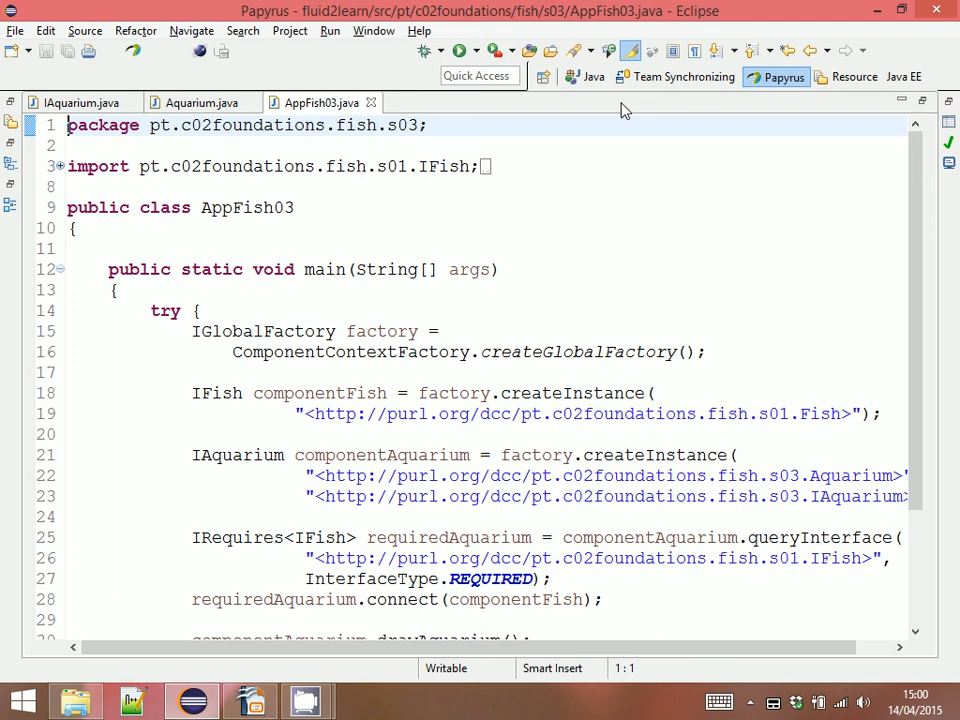 Papyrus - fluid2learn/src/pt/c02foundations/fish/s03/AppFish03.java - Eclipse
File Edit Source Refactor Navigate Search Project Run Window Help
Quick Access Java Team Synchronizing Papyrus Resource Java EE
IAquarium.java Aquarium.java AppFish03.java
1 package pt.c02foundations.fish.s03;
2
3 import pt.c02foundations.fish.s01.IFish;
8
9 public class AppFish03
10 {
11
12 public static void main(String[] args)
13 {
14 try {
15 IGlobalFactory factory =
16 ComponentContextFactory.createGlobalFactory();
17
18 IFish componentFish = factory.createInstance(
19 "<http://purl.org/dcc/pt.c02foundations.fish.s01.Fish>");
20
21 IAquarium componentAquarium = factory.createInstance(
22 "<http://purl.org/dcc/pt.c02foundations.fish.s03.Aquarium>"
23 "<http://purl.org/dcc/pt.c02foundations.fish.s03.IAquarium>
24
25 IRequires<IFish> requiredAquarium = componentAquarium.queryInterface(
26 "<http://purl.org/dcc/pt.c02foundations.fish.s01.IFish>",
27 InterfaceType.REQUIRED);
28 requiredAquarium.connect(componentFish);
29
30 componentAquarium.drawAquarium();
Writable Smart Insert 1 : 1
15:00
14/04/2015